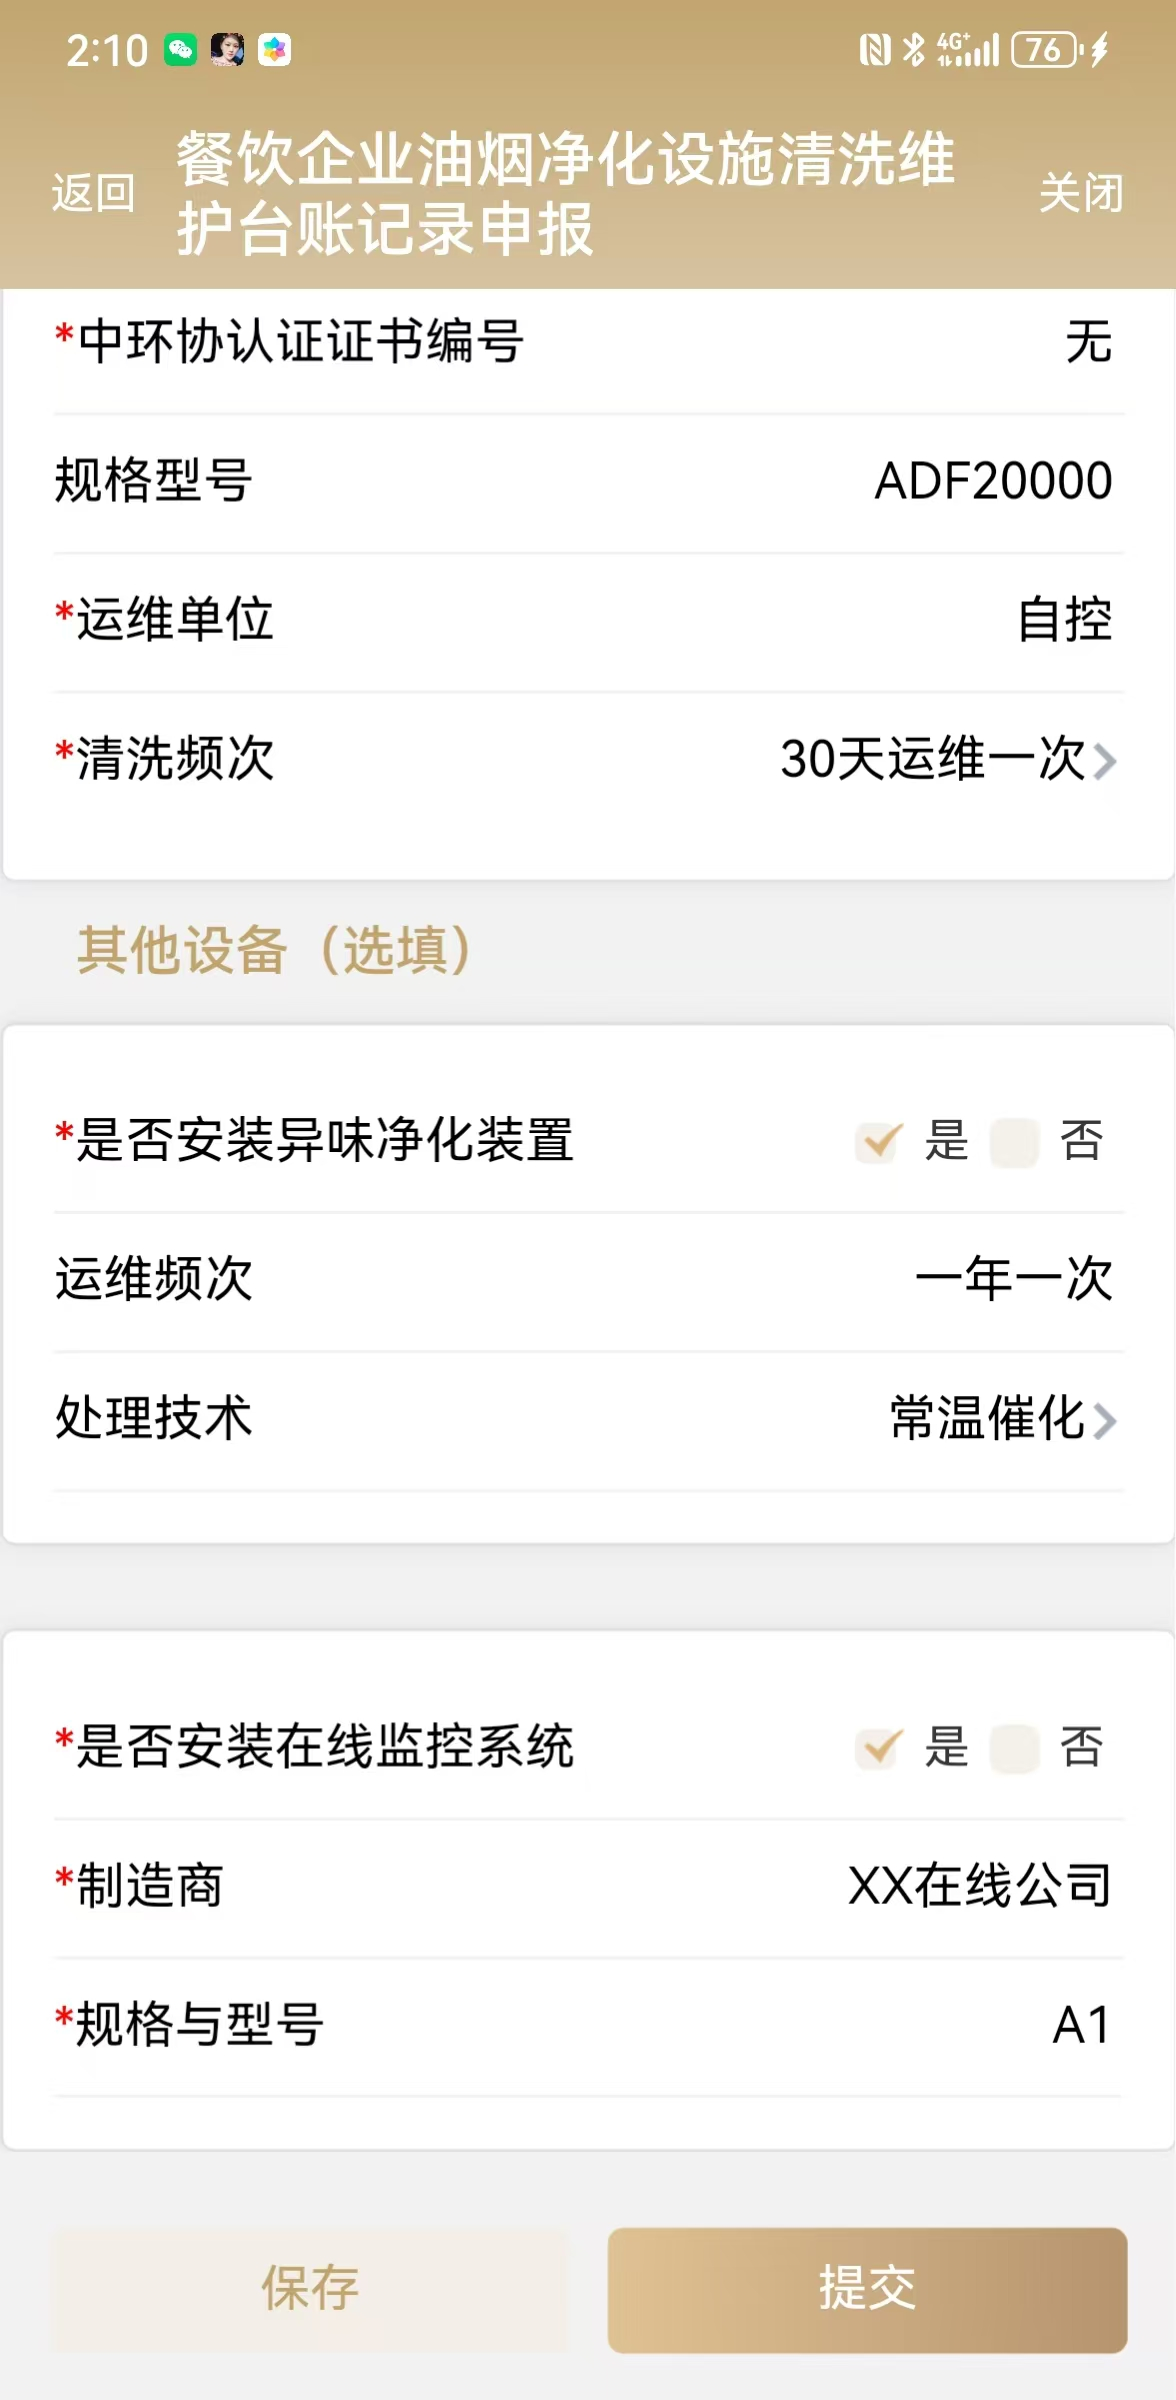 2:10
4G+
76
返回
餐饮企业油烟净化设施清洗维
护台账记录申报
关闭
*中环协认证证书编号 无
规格型号 ADF20000
*运维单位 自控
*清洗频次 30天运维一次
其他设备（选填）
*是否安装异味净化装置 是 否
运维频次 一年一次
处理技术 常温催化
*是否安装在线监控系统 是 否
*制造商 XX在线公司
*规格与型号 A1
保存 提交